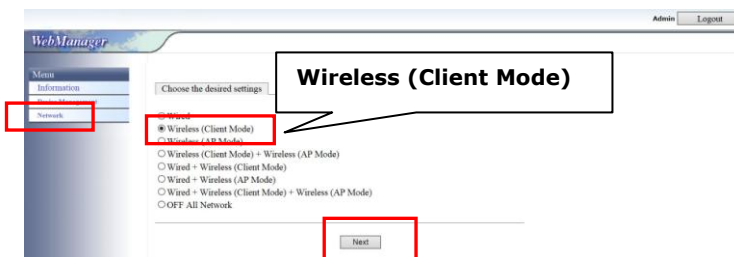 Admin Logout
WebManager
Menu
Information
Choose the desired settings
Wireless (Client Mode)
Network
Wired
Wireless (Client Mode)
Wireless (AP Mode)
Wireless (Client Mode) + Wireless (AP Mode)
Wired + Wireless (Client Mode)
Wired + Wireless (AP Mode)
Wired + Wireless (Client Mode) + Wireless (AP Mode)
OFF All Network
Next